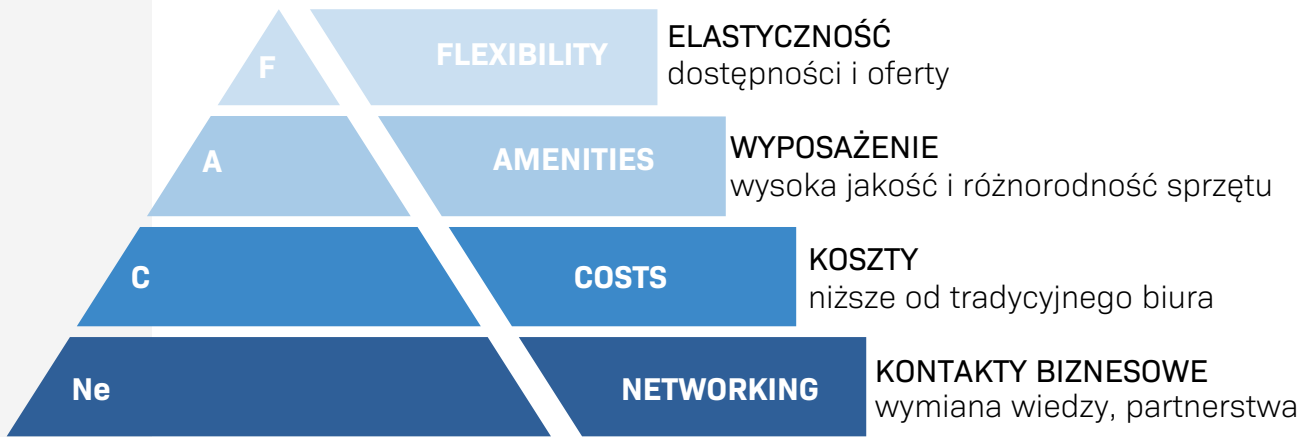 F
FLEXIBILITY
ELASTYCZNOŚĆ
dostępności i oferty
A
AMENITIES
WYPOSAŻENIE
wysoka jakość i różnorodność sprzętu
C
COSTS
KOSZTY
niższe od tradycyjnego biura
Ne
NETWORKING
KONTAKTY BIZNESOWE
wymiana wiedzy, partnerstwa